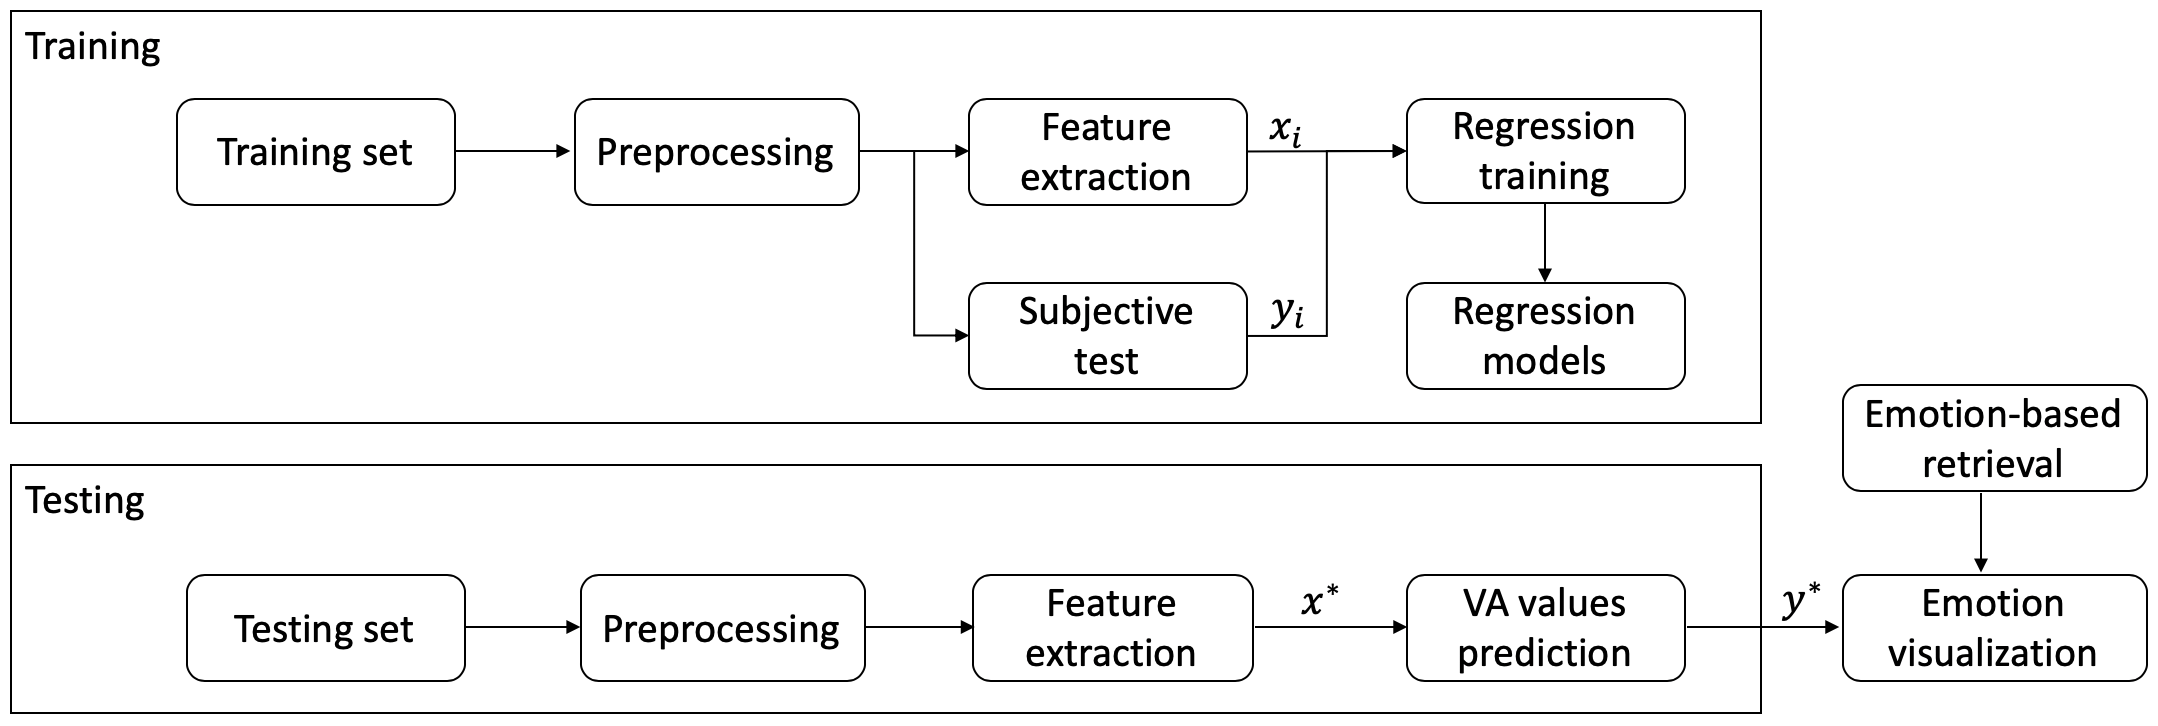 Training
Training set
Preprocessing
Feature
extraction
x_i
Regression
training
Subjective
test
y_i
Regression
models
Emotion-based
retrieval
Testing
Testing set
Preprocessing
Feature
extraction
x*
VA values
prediction
y*
Emotion
visualization